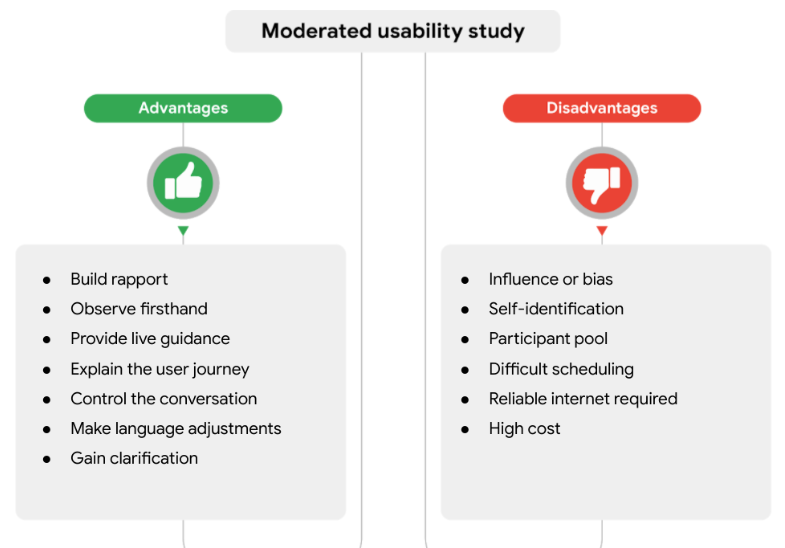 Moderated usability study
Advantages
Build rapport
Observe firsthand
Provide live guidance
Explain the user journey
Control the conversation
Make language adjustments
Gain clarification
Disadvantages
Influence or bias
Self-identification
Participant pool
Difficult scheduling
Reliable internet required
High cost